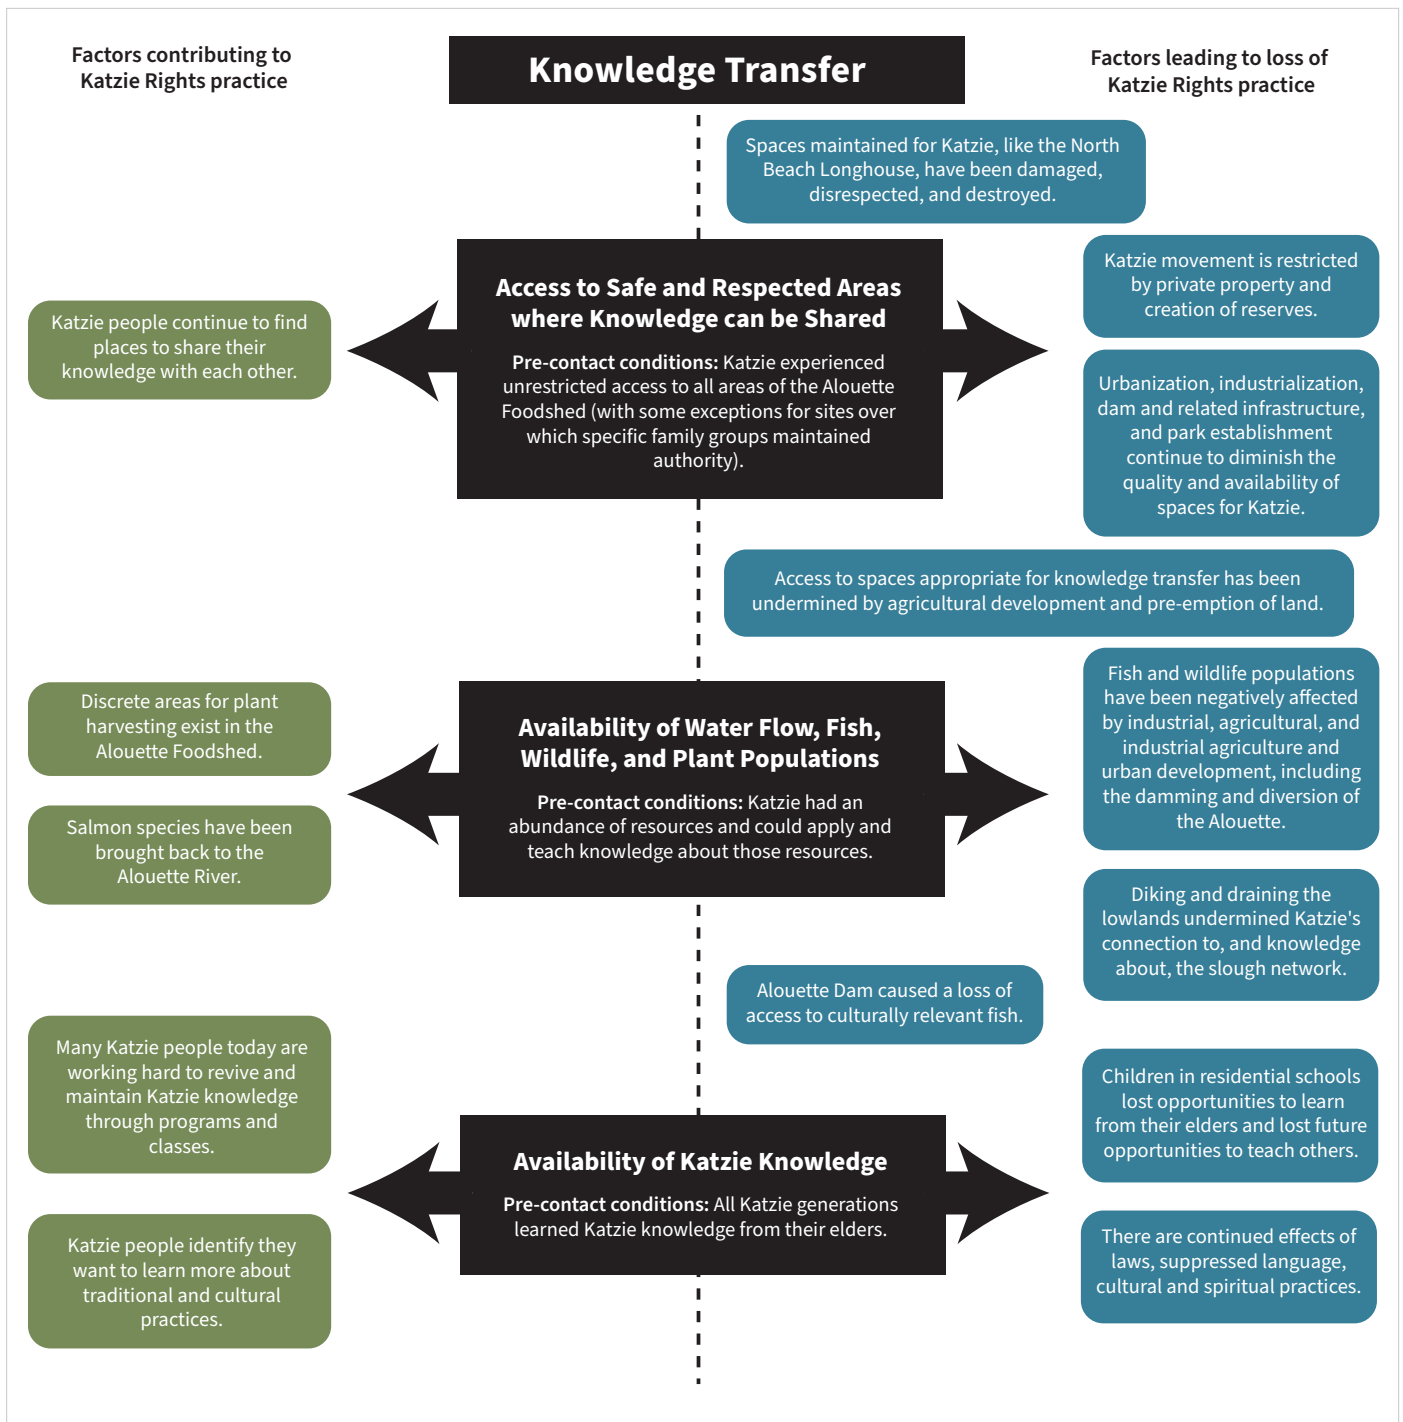 Factors contributing to
Katzie Rights practice
Knowledge Transfer
Factors leading to loss of
Katzie Rights practice
Spaces maintained for Katzie, like the North
Beach Longhouse, have been damaged,
disrespected, and destroyed.
Access to Safe and Respected Areas
where Knowledge can be Shared
Pre-contact conditions: Katzie experienced
unrestricted access to all areas of the Alouette
Foodshed (with some exceptions for sites over
which specific family groups maintained
authority).
Katzie people continue to find
places to share their
knowledge with each other.
Katzie movement is restricted
by private property and
creation of reserves.
Urbanization, industrialization,
dam and related infrastructure,
and park establishment
continue to diminish the
quality and availability of
spaces for Katzie.
Access to spaces appropriate for knowledge transfer has been
undermined by agricultural development and pre-emption of land.
Discrete areas for plant
harvesting exist in the
Alouette Foodshed.
Salmon species have been
brought back to the
Alouette River.
Availability of Water Flow, Fish,
Wildlife, and Plant Populations
Pre-contact conditions: Katzie had an
abundance of resources and could apply and
teach knowledge about those resources.
Fish and wildlife populations
have been negatively affected
by industrial, agricultural, and
industrial agriculture and
urban development, including
the damming and diversion of
the Alouette.
Diking and draining the
lowlands undermined Katzie's
connection to, and knowledge
about, the slough network.
Alouette Dam caused a loss of
access to culturally relevant fish.
Many Katzie people today are
working hard to revive and
maintain Katzie knowledge
through programs and
classes.
Katzie people identify they
want to learn more about
traditional and cultural
practices.
Availability of Katzie Knowledge
Pre-contact conditions: All Katzie generations
learned Katzie knowledge from their elders.
Children in residential schools
lost opportunities to learn
from their elders and lost future
opportunities to teach others.
There are continued effects of
laws, suppressed language,
cultural and spiritual practices.